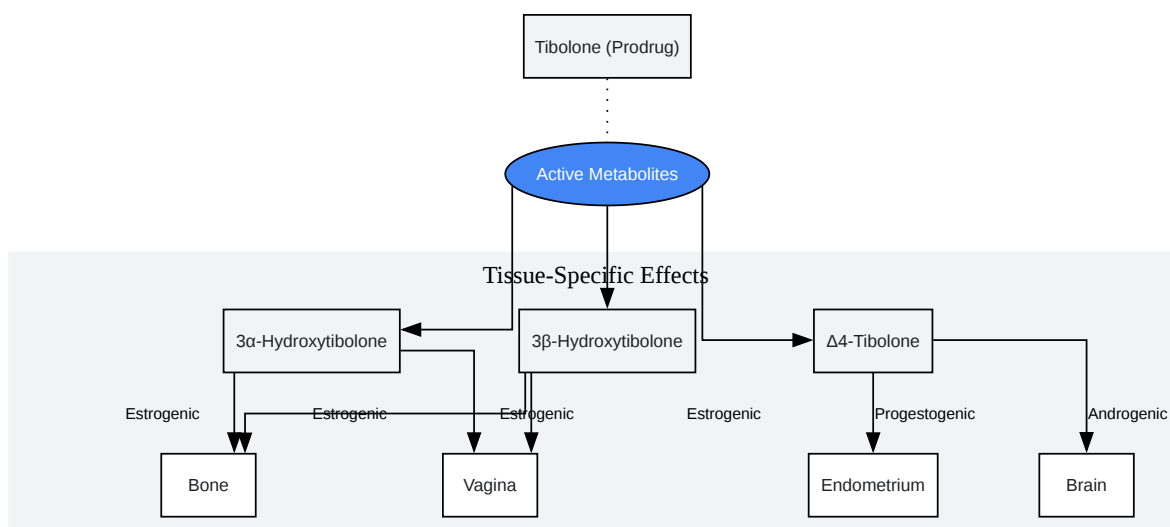 Tibolone (Prodrug)
Active Metabolites
Tissue-Specific Effects
3α-Hydroxytibolone
3β-Hydroxytibolone
Δ4-Tibolone
Estrogenic
Estrogenic
Estrogenic
Estrogenic
Progestogenic
Androgenic
Bone
Vagina
Endometrium
Brain